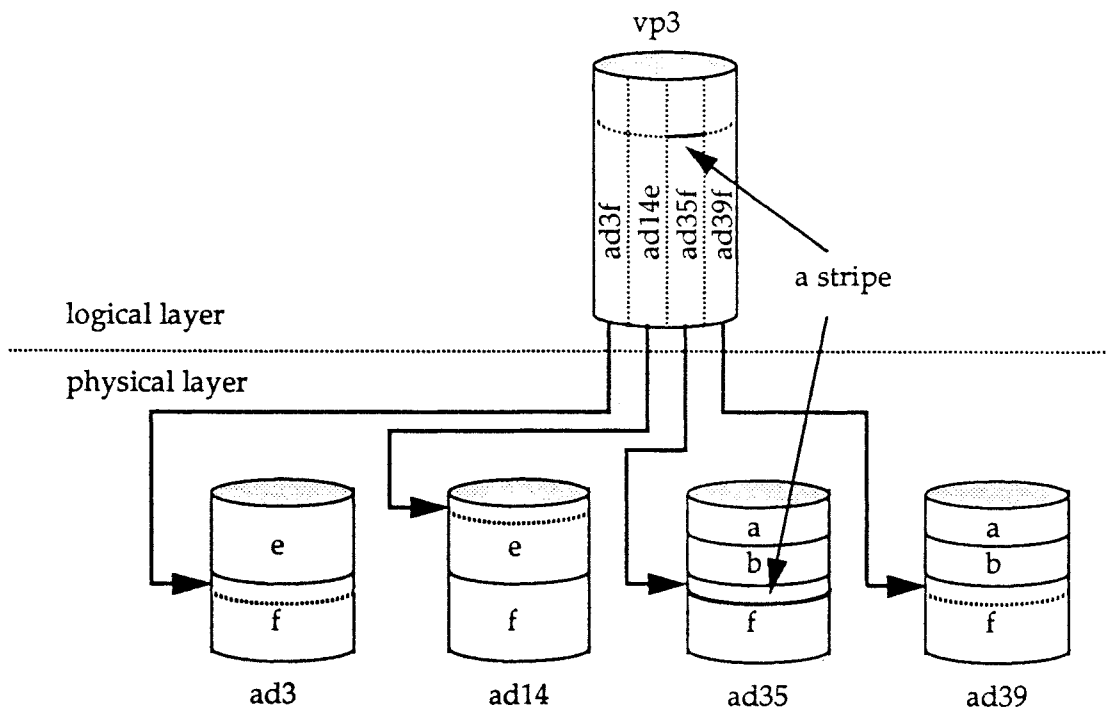 vp3
ad3f
ad14e
ad35f
ad39f
a stripe
logical layer
physical layer
e
f
ad3
e
f
ad14
a
b
f
ad35
a
b
f
ad39